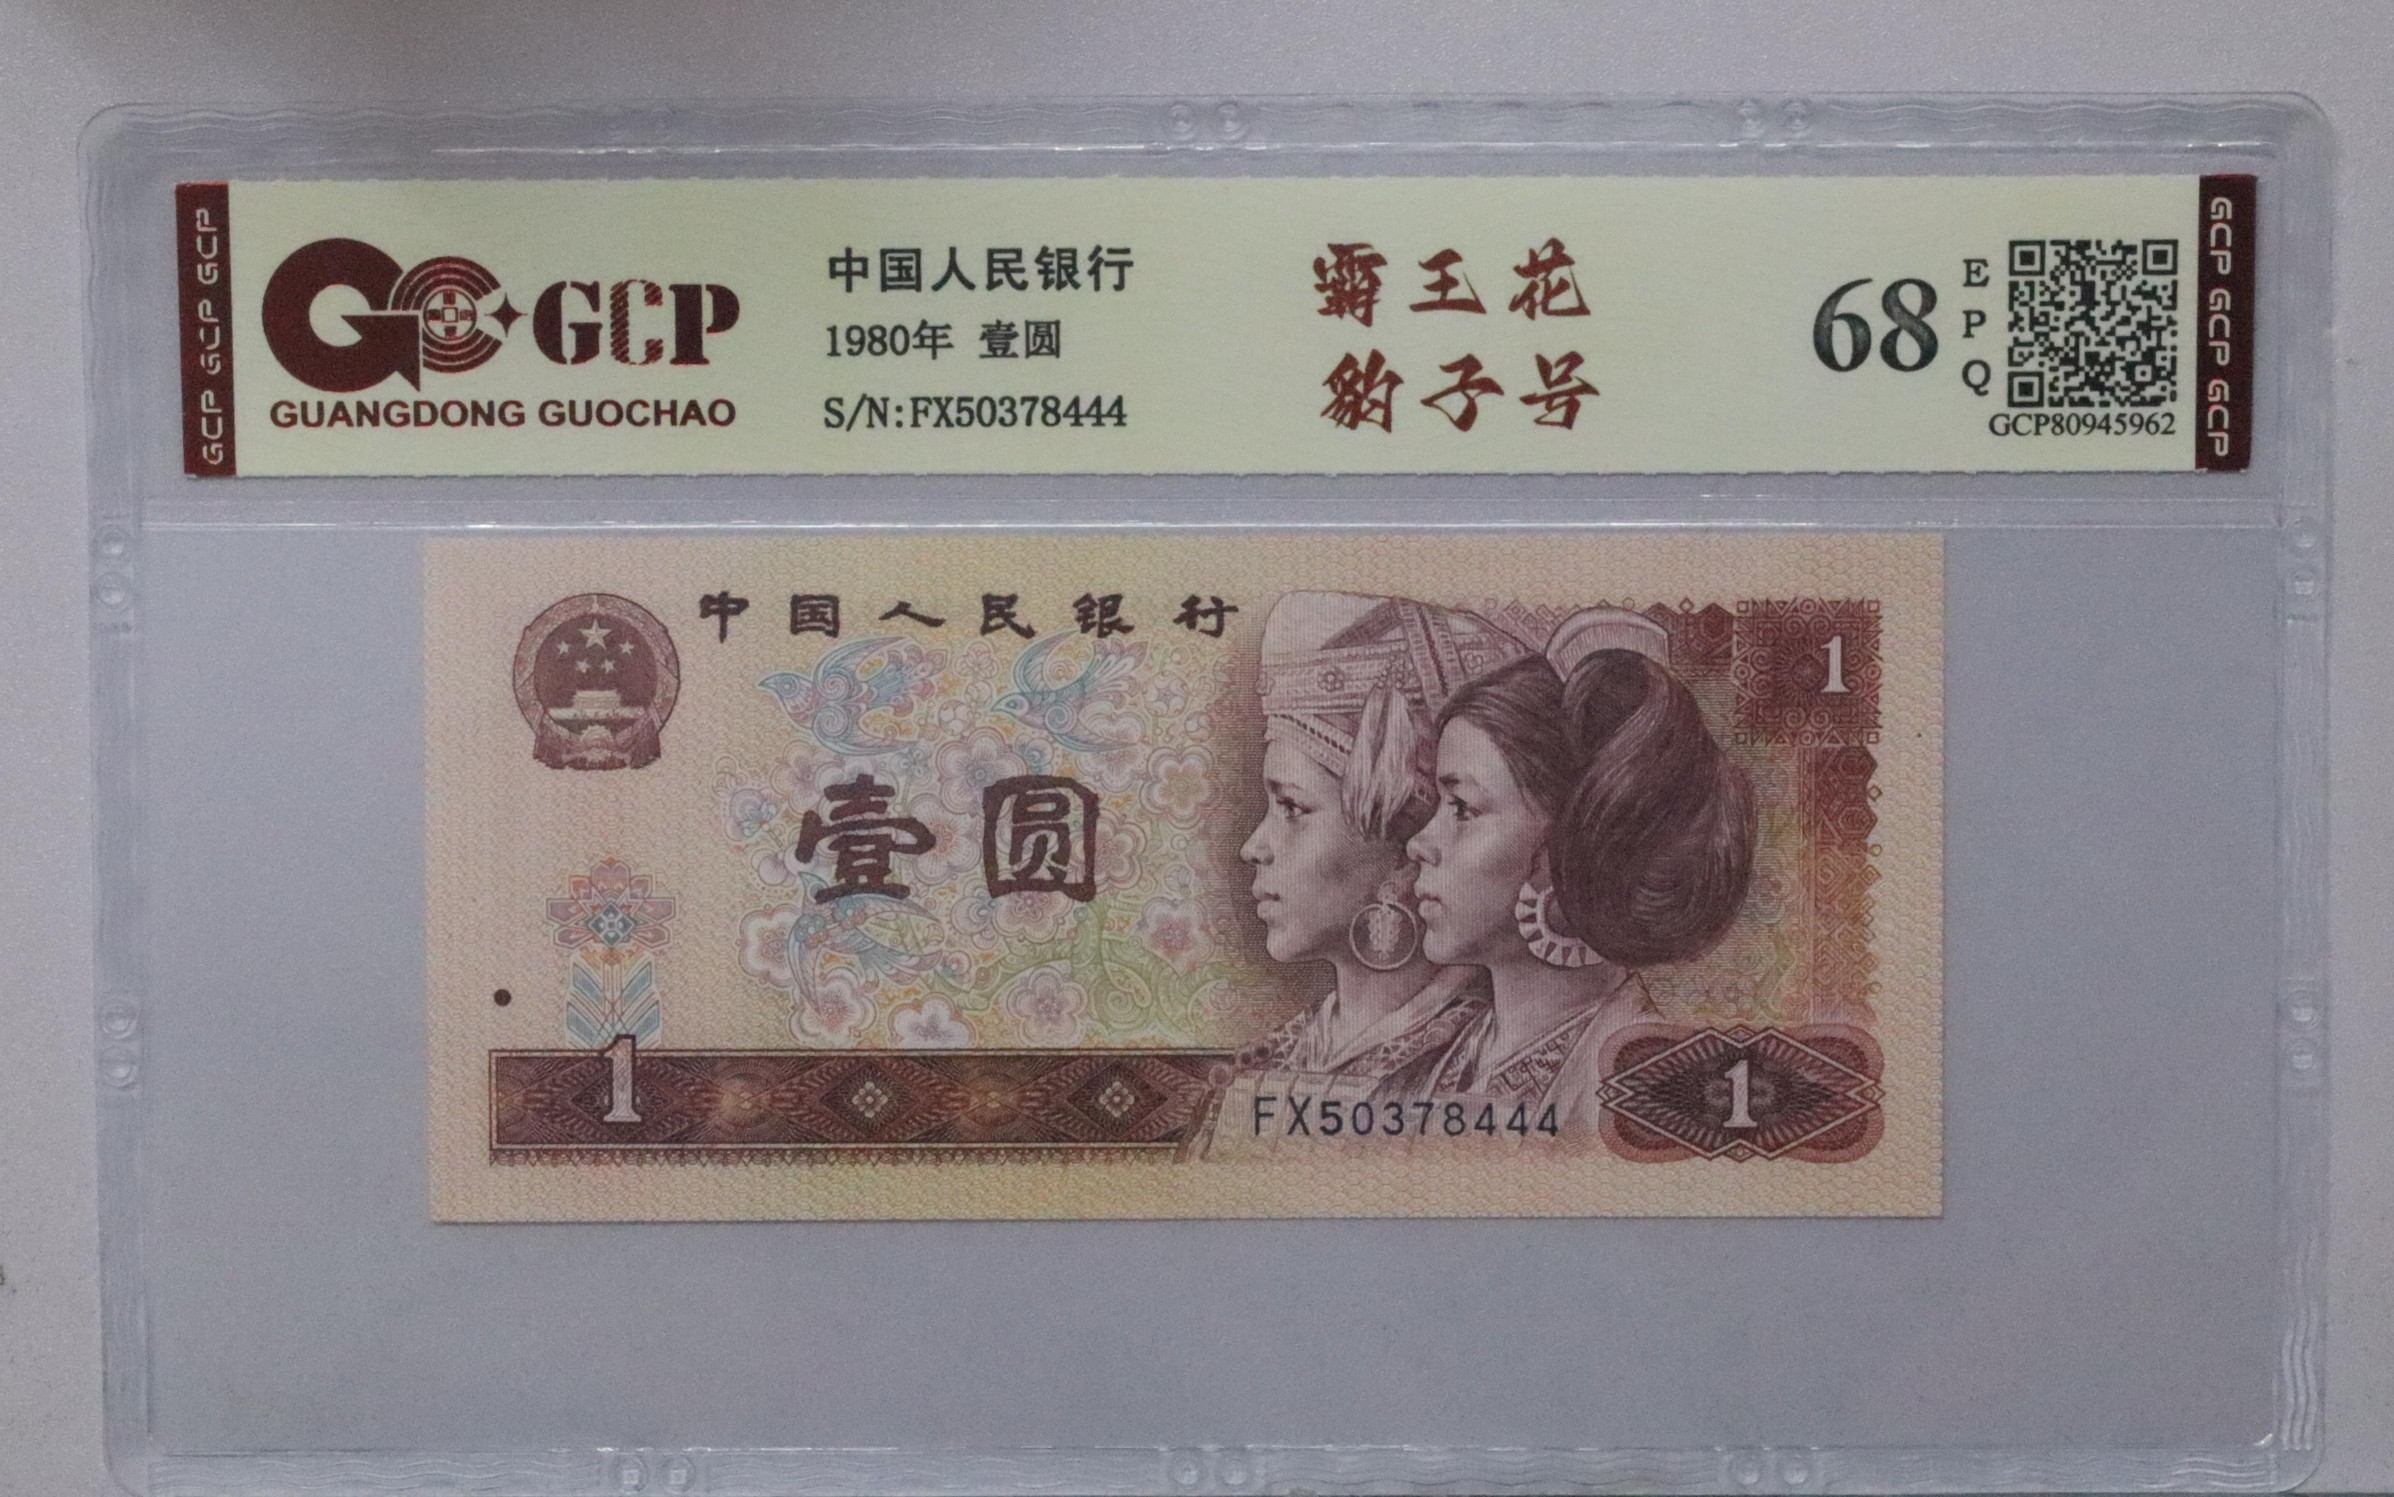 GCP GCP GCP
GCP
GUANGDONG GUOCHAO
中国人民银行
1980年 壹圆
S/N:FX50378444
霸王花
豹子号
68
EPQ
GCP80945962
GCP GCP GCP
中国人民银行
1
壹圆
1
FX50378444
1